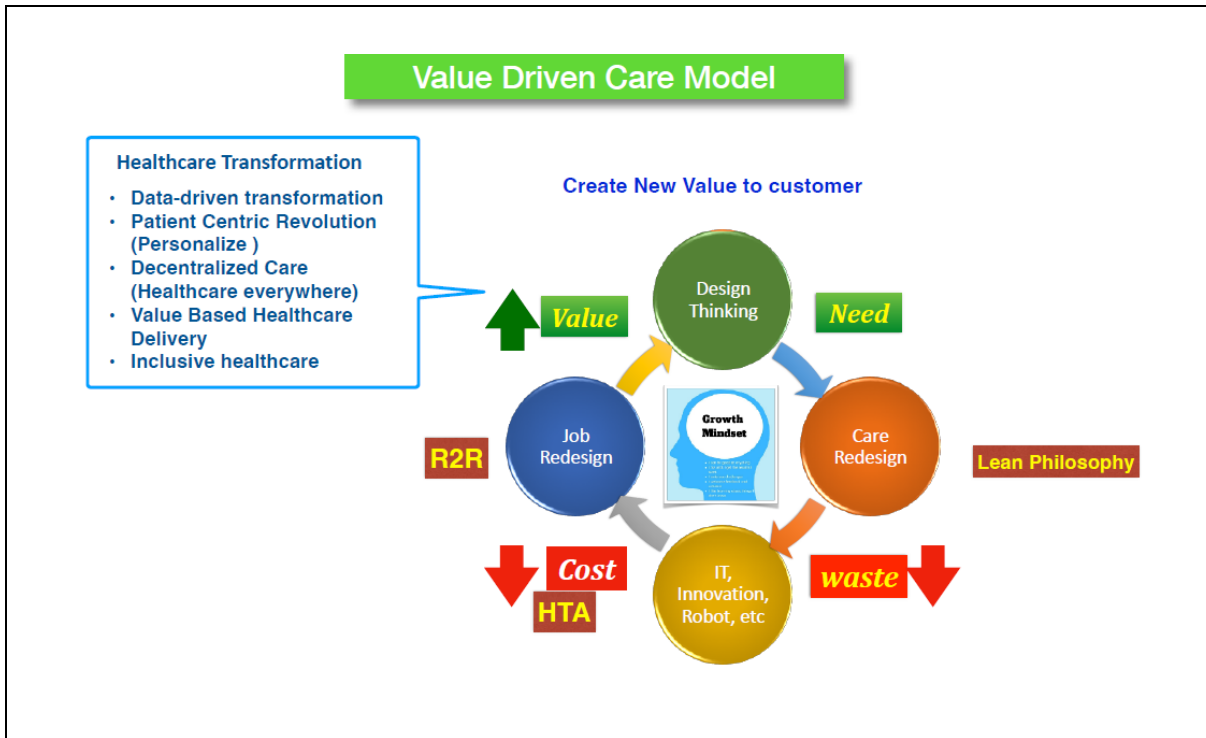 Value Driven Care Model
Healthcare Transformation
• Data-driven transformation
• Patient Centric Revolution
(Personalize )
• Decentralized Care
(Healthcare everywhere)
• Value Based Healthcare
Delivery
• Inclusive healthcare
Create New Value to customer
Design
Thinking
Value
Need
Growth
Mindset
Job
Redesign
Care
Redesign
R2R
Lean Philosophy
Cost
HTA
IT,
Innovation,
Robot, etc
waste